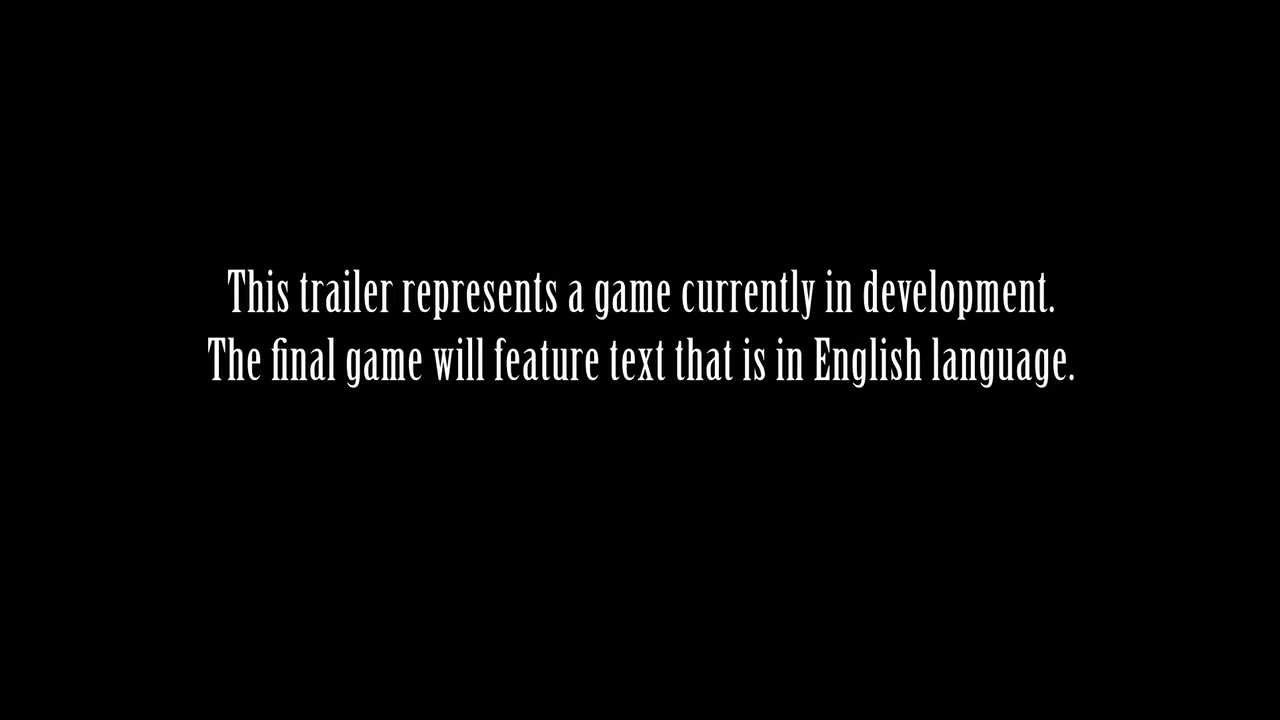 This trailer represents a game currently in development.
The final game will feature text that is in English language.